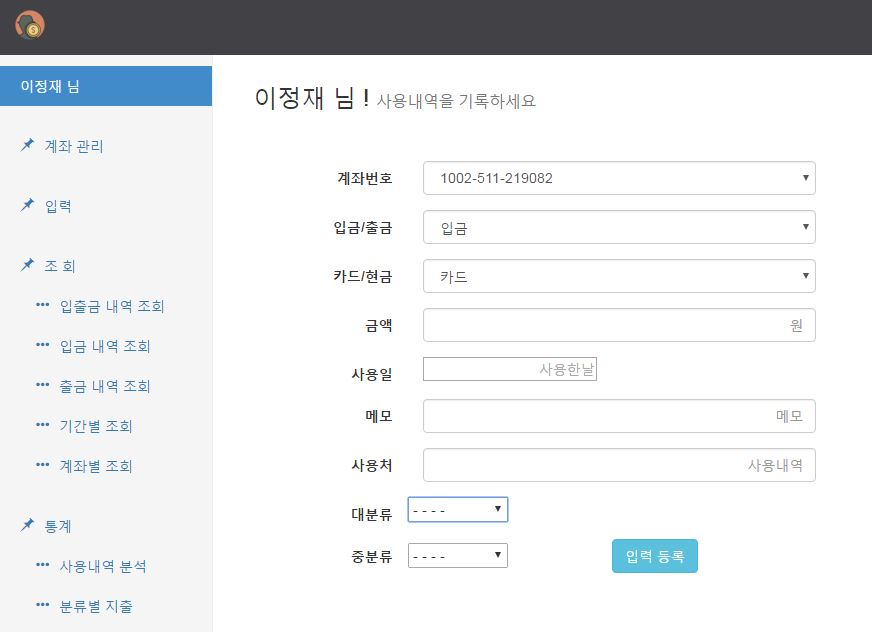 이정재 님
계좌 관리
입력
조 회
입출금 내역 조회
입금 내역 조회
출금 내역 조회
기간별 조회
계좌별 조회
통계
사용내역 분석
분류별 지출
이정재 님 ! 사용내역을 기록하세요
계좌번호 1002-511-219082
입금/출금 입금
카드/현금 카드
금액 원
사용일 사용한날
메모 메모
사용처 사용내역
대분류 - - - -
중분류 - - - - 입력 등록